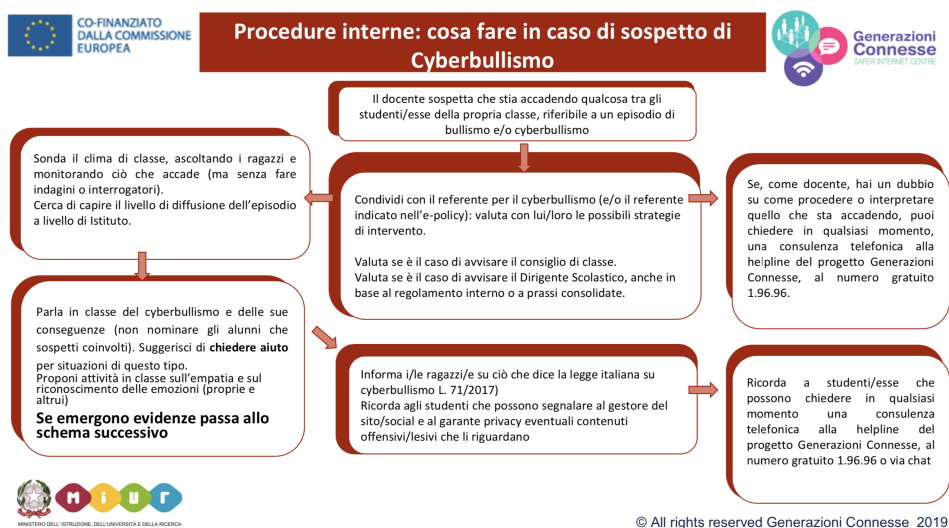 CO-FINANZIATO
DALLA COMMISSIONE
EUROPEA
Procedure interne: cosa fare in caso di sospetto di
Cyberbullismo
Generazioni
Connesse
SAFER INTERNET CENTRE
Il docente sospetta che stia accadendo qualcosa tra gli
studenti/esse della propria classe, riferibile a un episodio di
bullismo e/o cyberbullismo
Sonda il clima di classe, ascoltando i ragazzi e
monitorando ciò che accade (ma senza fare
indagini o interrogatori).
Cerca di capire il livello di diffusione dell'episodio
a livello di Istituto.
Condividi con il referente per il cyberbullismo (e/o il referente
indicato nell'e-policy): valuta con lui/loro le possibili strategie
di intervento.
Valuta se è il caso di avvisare il consiglio di classe.
Valuta se è il caso di avvisare il Dirigente Scolastico, anche in
base al regolamento interno o a prassi consolidate.
Se, come docente, hai un dubbio
su come procedere o interpretare
quello che sta accadendo, puoi
chiedere in qualsiasi momento,
una consulenza telefonica alla
helpline del progetto Generazioni
Connesse, al numero gratuito
1.96.96.
Parla in classe del cyberbullismo e delle sue
conseguenze (non nominare gli alunni che
sospetti coinvolti). Suggerisci di chiedere aiuto
per situazioni di questo tipo.
Proponi attività in classe sull'empatia e sul
riconoscimento delle emozioni (proprie e
altrui)
Se emergono evidenze passa allo
schema successivo
Informa i/le ragazzi/e su ciò che dice la legge italiana su
cyberbullismo L. 71/2017)
Ricorda agli studenti che possono segnalare al gestore del
sito/social e al garante privacy eventuali contenuti
offensivi/lesivi che li riguardano
Ricorda a studenti/esse che
possono chiedere in qualsiasi
momento una consulenza
telefonica alla helpline del
progetto Generazioni Connesse, al
numero gratuito 1.96.96 o via chat
miur
MINISTERO DELL' ISTRUZIONE, DELL'UNIVERSITÀ E DELLA RICERCA
© All rights reserved Generazioni Connesse 2019